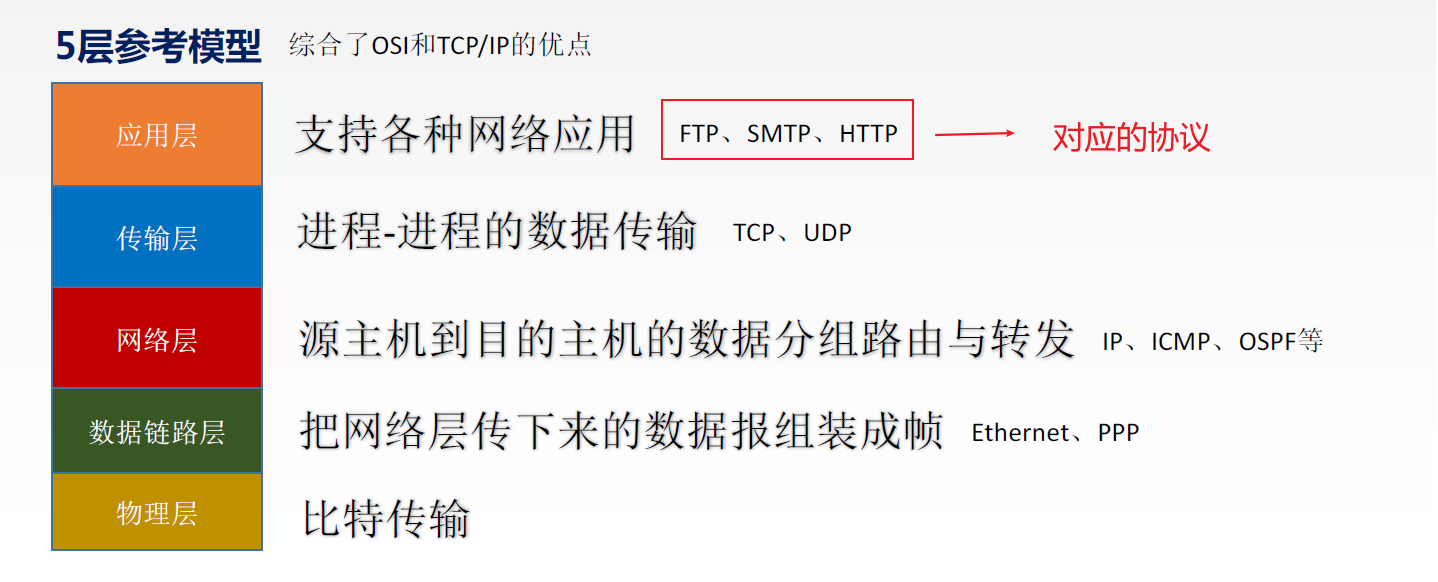 5层参考模型 综合了OSI和TCP/IP的优点
应用层 支持各种网络应用 FTP、SMTP、HTTP 对应的协议
传输层 进程-进程的数据传输 TCP、UDP
网络层 源主机到目的主机的数据分组路由与转发 IP、ICMP、OSPF等
数据链路层 把网络层传下来的数据报组装成帧 Ethernet、PPP
物理层 比特传输